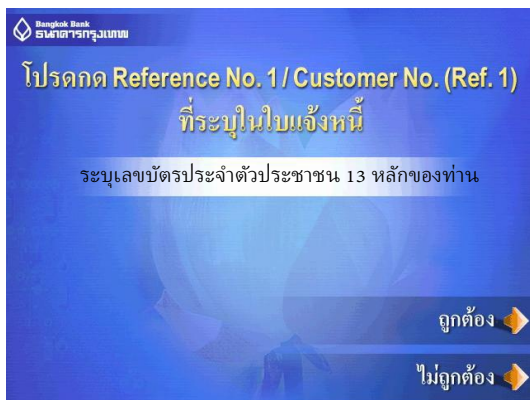 Bangkok Bank
ธนาคารกรุงเทพ
โปรดกด Reference No. 1 / Customer No. (Ref. 1)
ที่ระบุในใบแจ้งหนี้
ระบุเลขบัตรประจำตัวประชาชน 13 หลักของท่าน
ถูกต้อง
ไม่ถูกต้อง